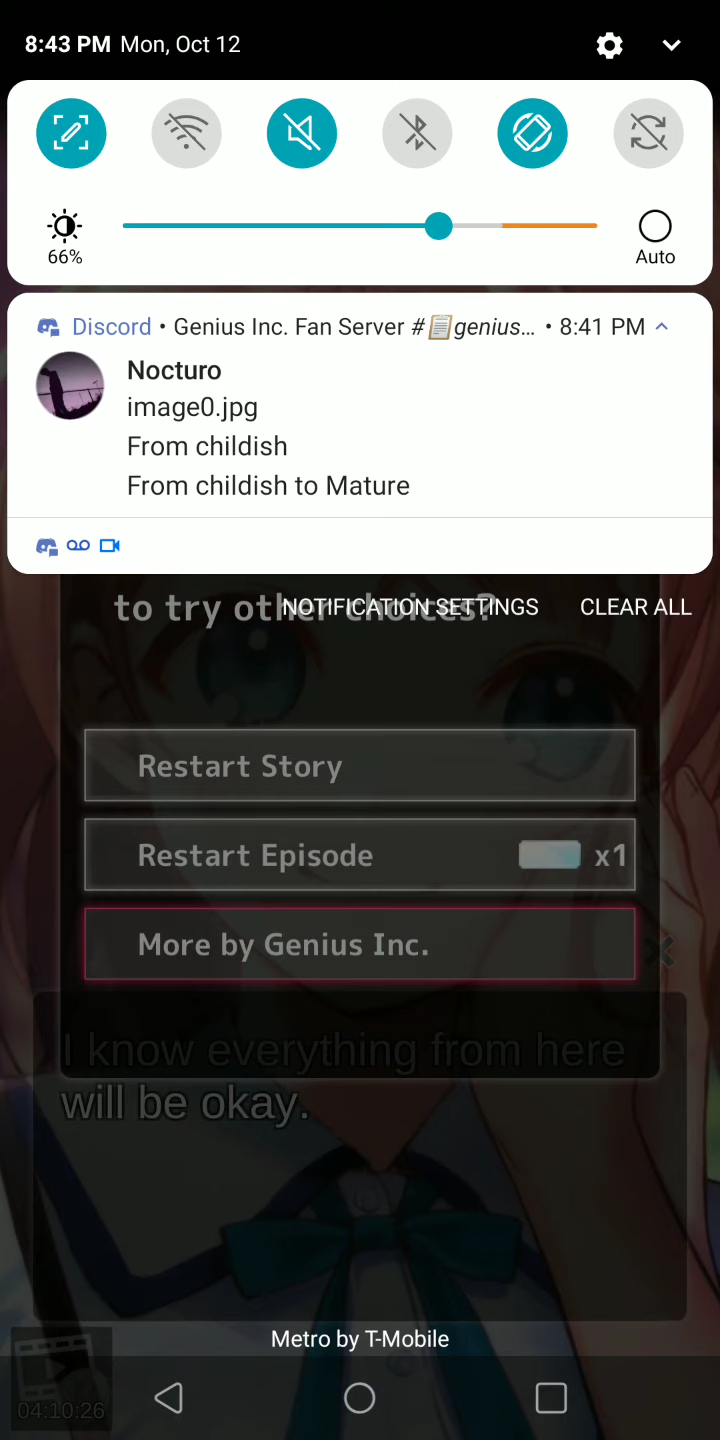 8:43 PM Mon, Oct 12
66%
Auto
Discord • Genius Inc. Fan Server #📋genius... • 8:41 PM
Nocturo
image0.jpg
From childish
From childish to Mature
to try other choices?
NOTIFICATION SETTINGS CLEAR ALL
Restart Story
Restart Episode x1
More by Genius Inc.
I know everything from here
will be okay.
Metro by T-Mobile
04:10:26